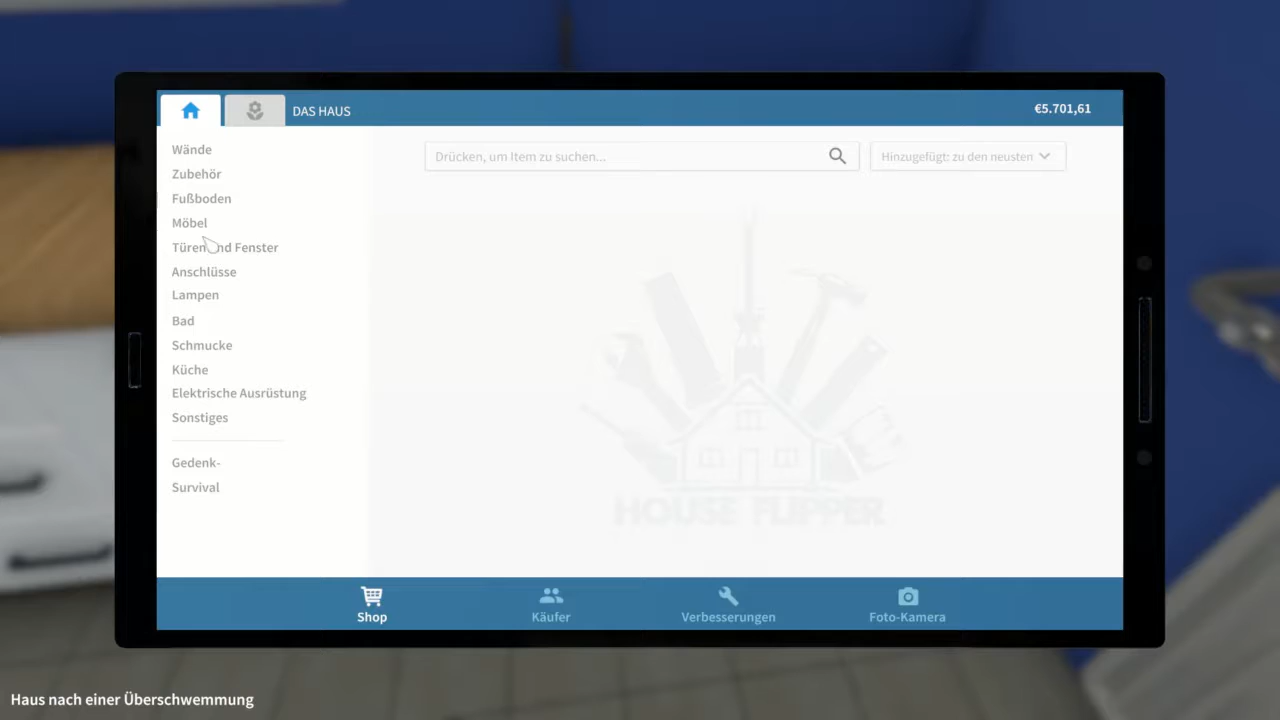 DAS HAUS
€5.701,61
Drücken, um Item zu suchen...
Hinzugefügt: zu den neusten
Wände
Zubehör
Fußboden
Möbel
Türen und Fenster
Anschlüsse
Lampen
Bad
Schmucke
Küche
Elektrische Ausrüstung
Sonstiges
Gedenk-
Survival
HOUSE FLIPPER
Shop
Käufer
Verbesserungen
Foto-Kamera
Haus nach einer Überschwemmung